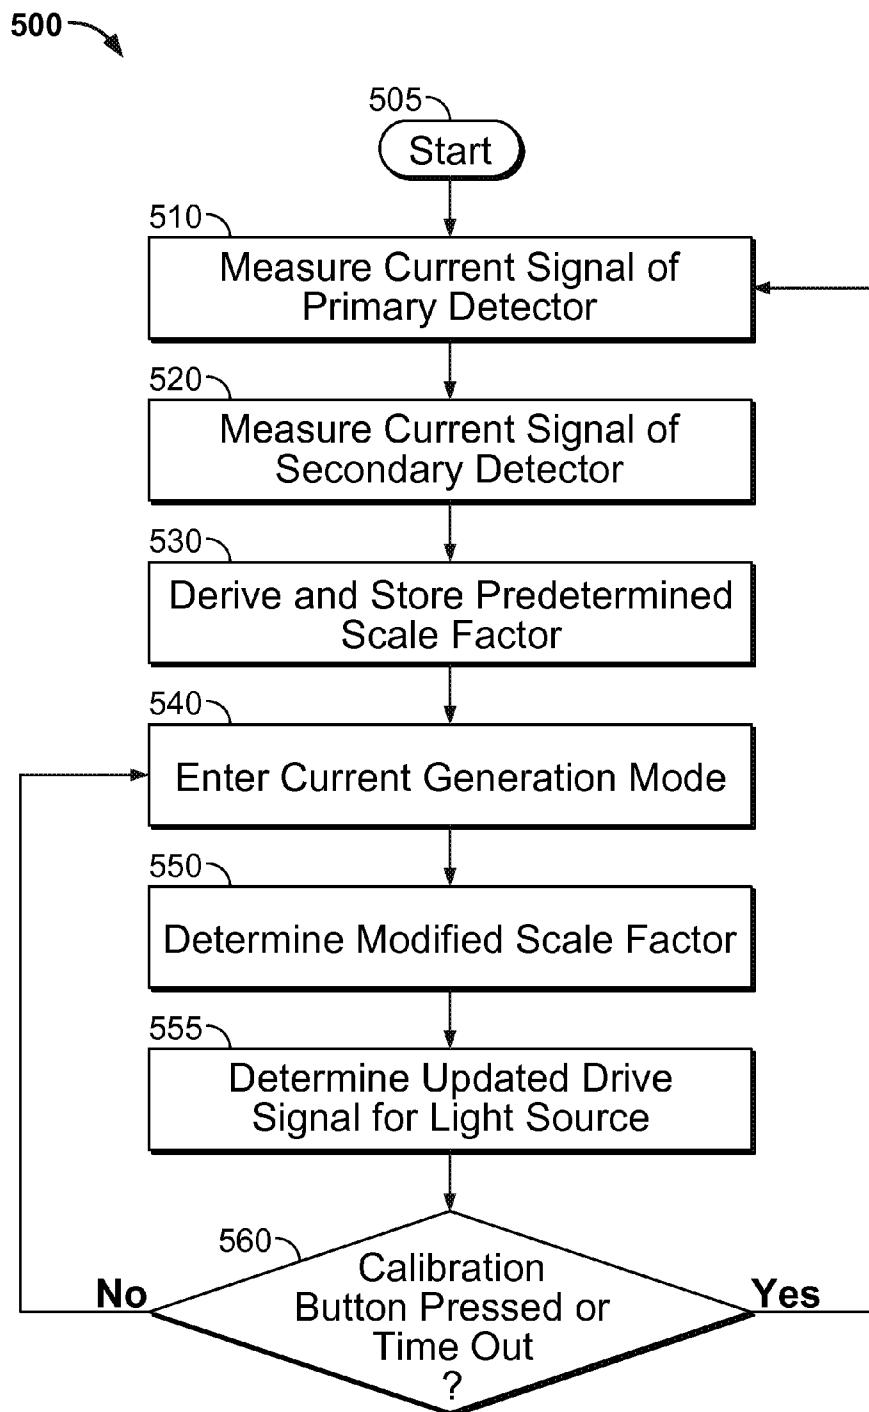 500
505
Start
510
Measure Current Signal of
Primary Detector
520
Measure Current Signal of
Secondary Detector
530
Derive and Store Predetermined
Scale Factor
540
Enter Current Generation Mode
550
Determine Modified Scale Factor
555
Determine Updated Drive
Signal for Light Source
560
Calibration
Button Pressed or
Time Out
?
No
Yes